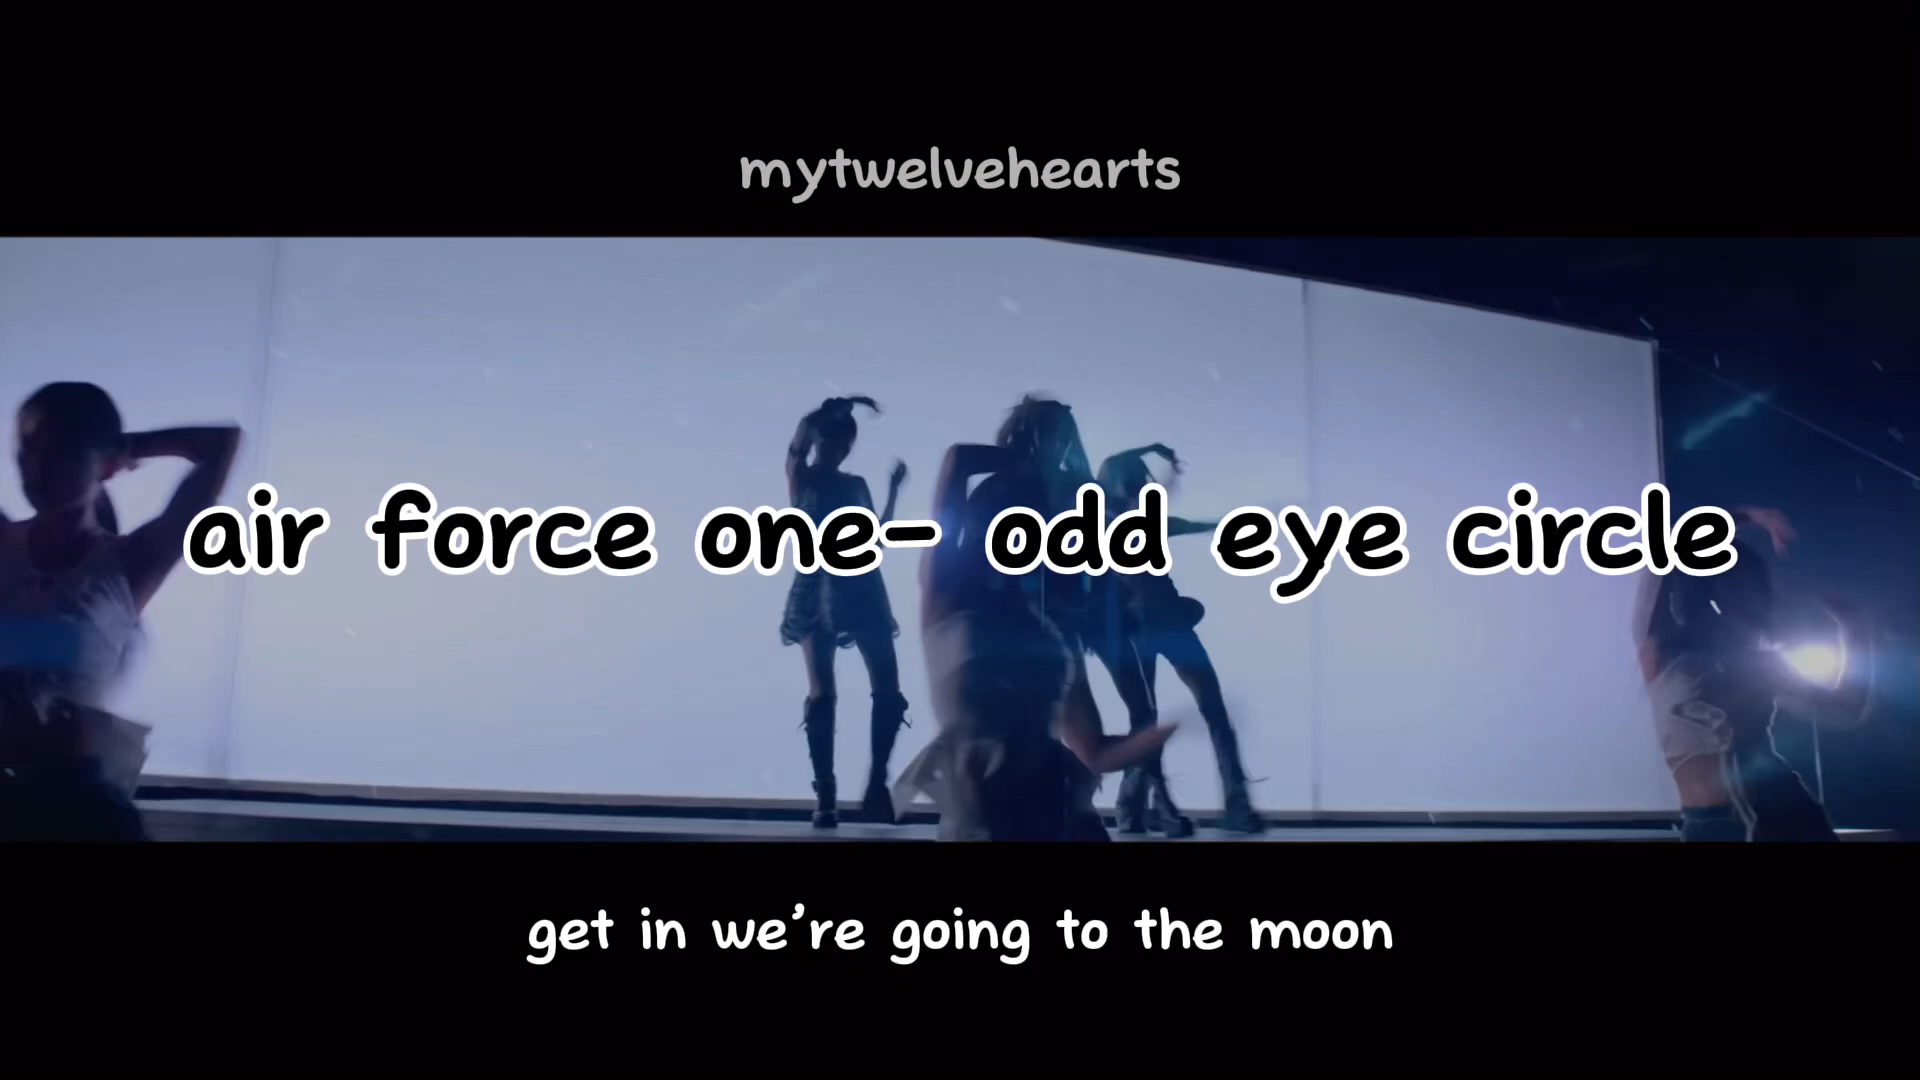 mytwelvehearts
air force one- odd eye circle
get in we’re going to the moon